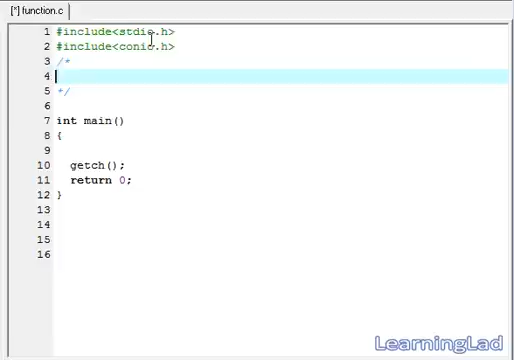 [*] function.c
1 #include<stdio.h>
2 #include<conio.h>
3 /*
4
5 */
6
7 int main()
8 {
9
10 getch();
11 return 0;
12 }
13
14
15
16
LearningLad